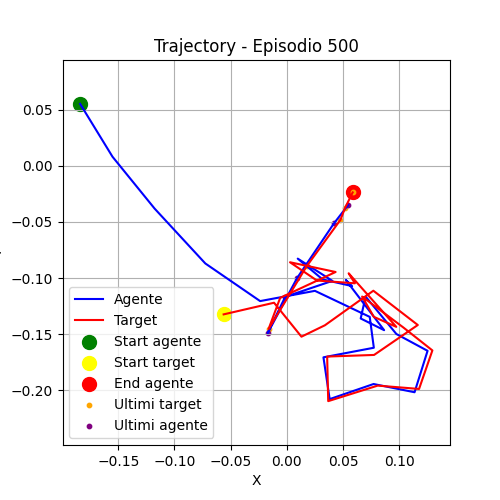 Trajectory - Episodio 500
0.05
0.00
−0.05
−0.10
−0.15
−0.20
Agente
Target
Start agente
Start target
End agente
Ultimi target
Ultimi agente
−0.15 −0.10 −0.05 0.00 0.05 0.10
X